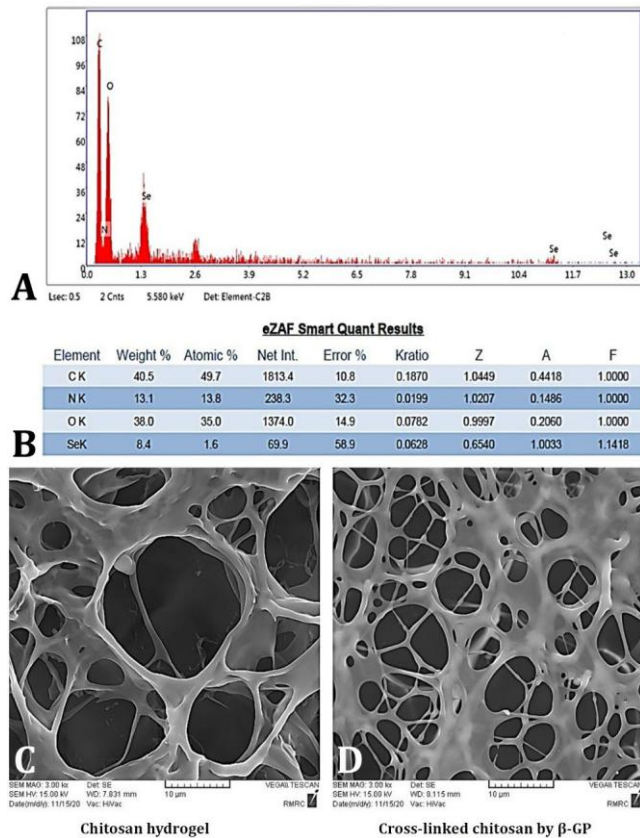 108
96
84
72
60
48
36
24
12
0
C
O
N
Se
Se
Se
Se
0.0 1.3 2.6 3.9 5.2 6.5 7.8 9.1 10.4 11.7 13.0
A
Lsec: 0.5 2 Cnts 5.580 keV Det: Element-C2B
eZAF Smart Quant Results
Element Weight % Atomic % Net Int. Error % Kratio Z A F
C K 40.5 49.7 1813.4 10.8 0.1870 1.0449 0.4418 1.0000
N K 13.1 13.8 238.3 32.3 0.0199 1.0207 0.1486 1.0000
O K 38.0 35.0 1374.0 14.9 0.0782 0.9997 0.2060 1.0000
SeK 8.4 1.6 69.9 58.9 0.0628 0.6540 1.0033 1.1418
B
C
SEM MAG: 3.00 kx Det: SE VEGA\\ TESCAN
SEM HV: 15.00 kV WD: 7.831 mm 10 µm
Date(m/d/y): 11/15/20 Vac: HiVac RMRC
D
SEM MAG: 3.00 kx Det: SE VEGA\\ TESCAN
SEM HV: 15.00 kV WD: 9.115 mm 10 µm
Date(m/d/y): 11/15/20 Vac: HiVac RMRC
Chitosan hydrogel
Cross-linked chitosan by β-GP